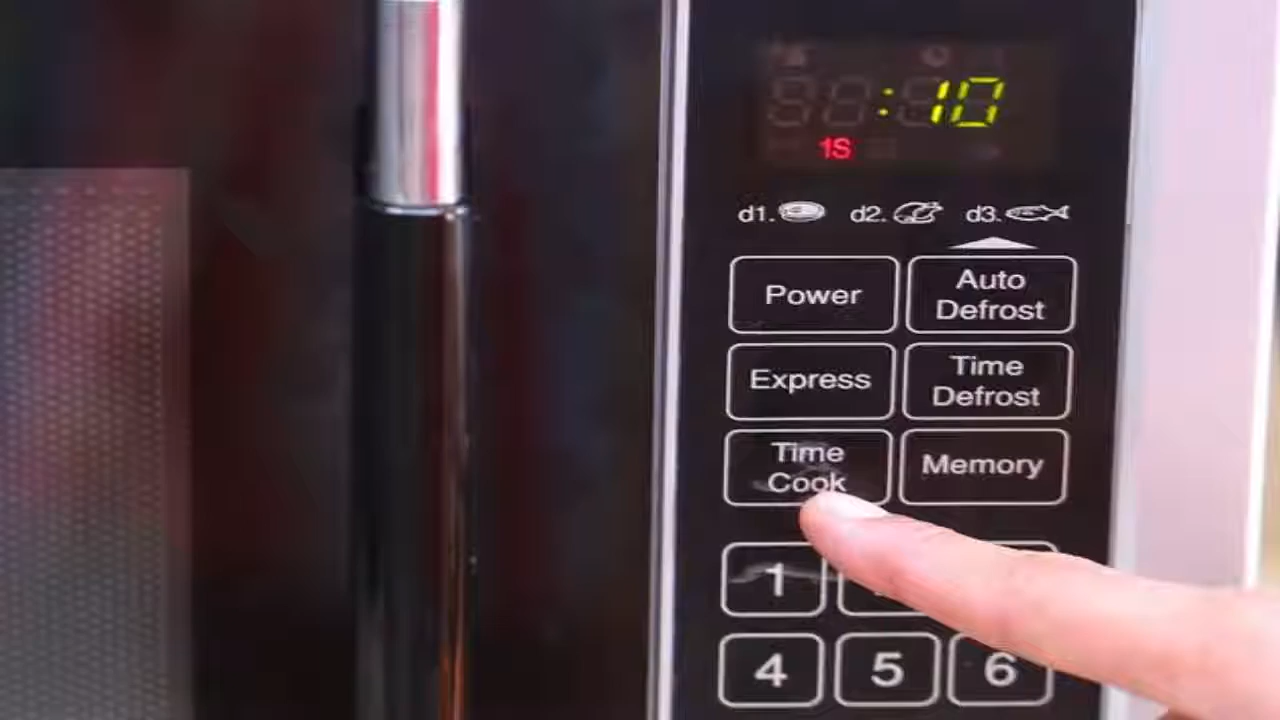 :10
1S
d1. d2. d3.
Power
Auto
Defrost
Express
Time
Defrost
Time
Cook
Memory
1
4 5 6